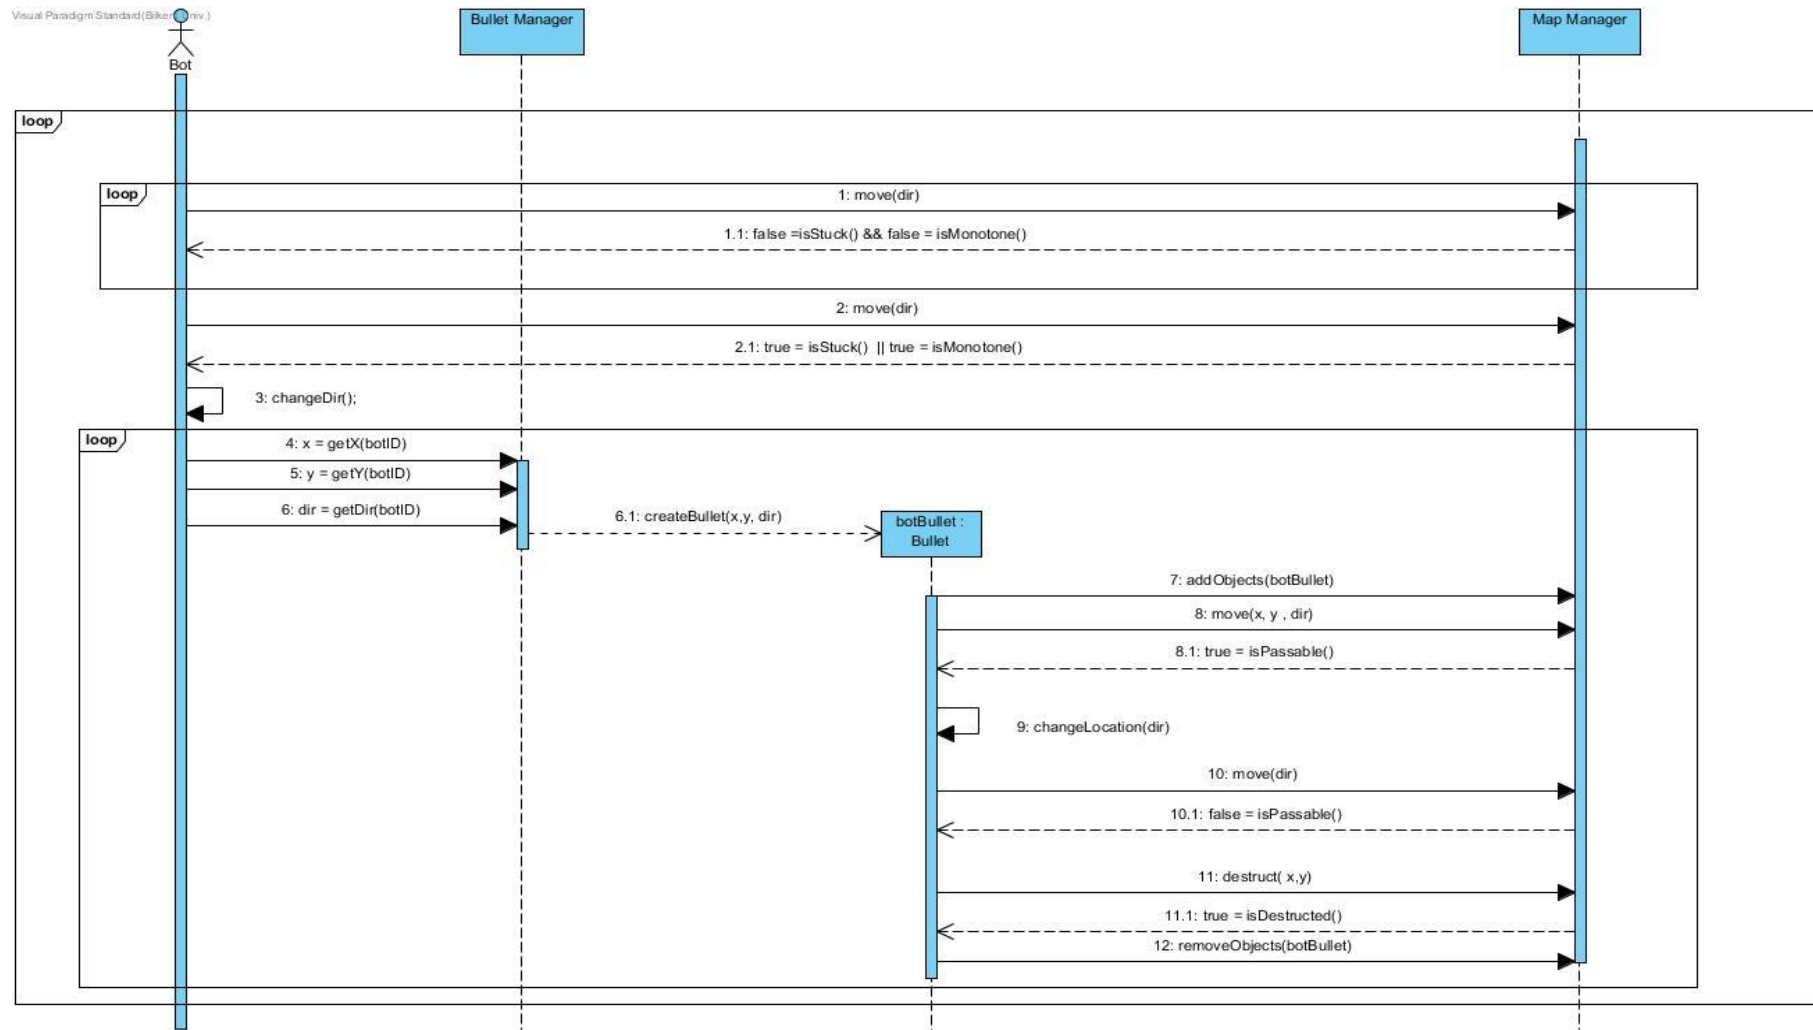 Visual Paradigm Standard(Bilkent Univ.)
Bot
Bullet Manager
Map Manager
loop
loop
1: move(dir)
1.1: false =isStuck() && false = isMonotone()
2: move(dir)
2.1: true = isStuck()  || true = isMonotone()
3: changeDir();
loop
4: x = getX(botID)
5: y = getY(botID)
6: dir = getDir(botID)
6.1: createBullet(x,y, dir)
botBullet :
Bullet
7: addObjects(botBullet)
8: move(x, y , dir)
8.1: true = isPassable()
9: changeLocation(dir)
10: move(dir)
10.1: false = isPassable()
11: destruct( x,y)
11.1: true = isDestructed()
12: removeObjects(botBullet)